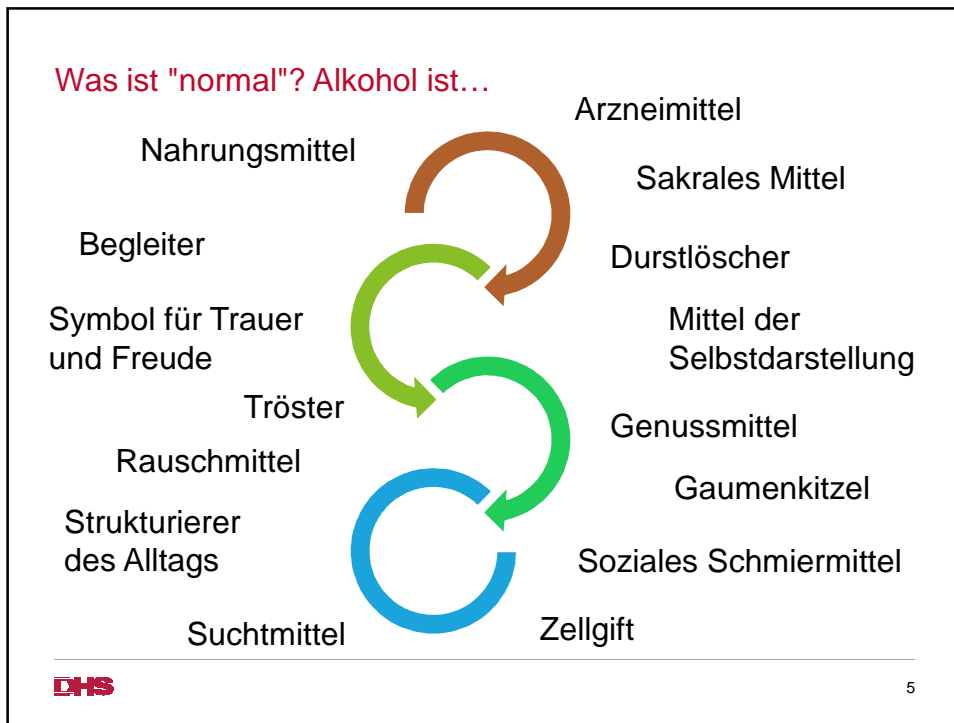 Was ist "normal"? Alkohol ist…
Arzneimittel
Nahrungsmittel
Sakrales Mittel
Begleiter
Durstlöscher
Symbol für Trauer
und Freude
Mittel der
Selbstdarstellung
Tröster
Genussmittel
Rauschmittel
Gaumenkitzel
Strukturierer
des Alltags
Soziales Schmiermittel
Suchtmittel
Zellgift
DHS
5